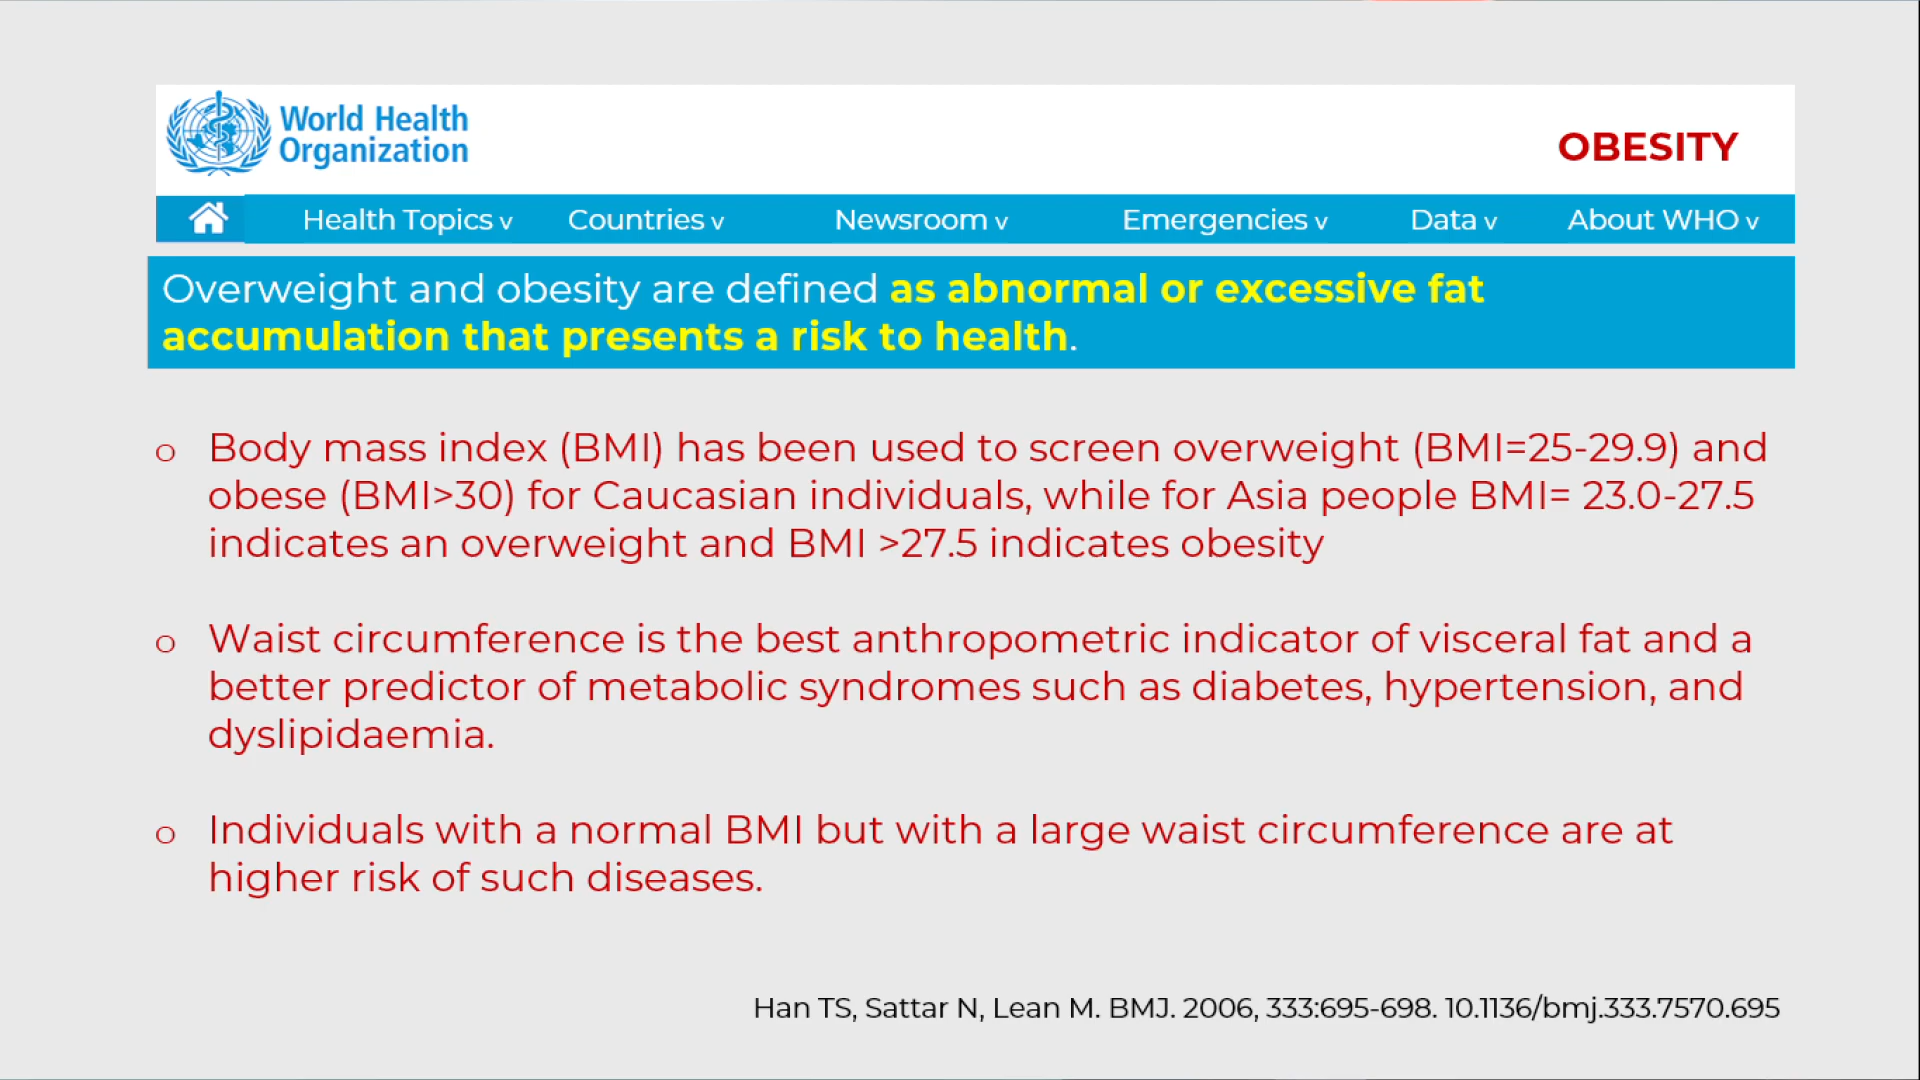 World Health
Organization
OBESITY
Health Topics v Countries v Newsroom v Emergencies v Data v About WHO v
Overweight and obesity are defined as abnormal or excessive fat
accumulation that presents a risk to health.
o Body mass index (BMI) has been used to screen overweight (BMI=25-29.9) and
obese (BMI>30) for Caucasian individuals, while for Asia people BMI= 23.0-27.5
indicates an overweight and BMI >27.5 indicates obesity
o Waist circumference is the best anthropometric indicator of visceral fat and a
better predictor of metabolic syndromes such as diabetes, hypertension, and
dyslipidaemia.
o Individuals with a normal BMI but with a large waist circumference are at
higher risk of such diseases.
Han TS, Sattar N, Lean M. BMJ. 2006, 333:695-698. 10.1136/bmj.333.7570.695